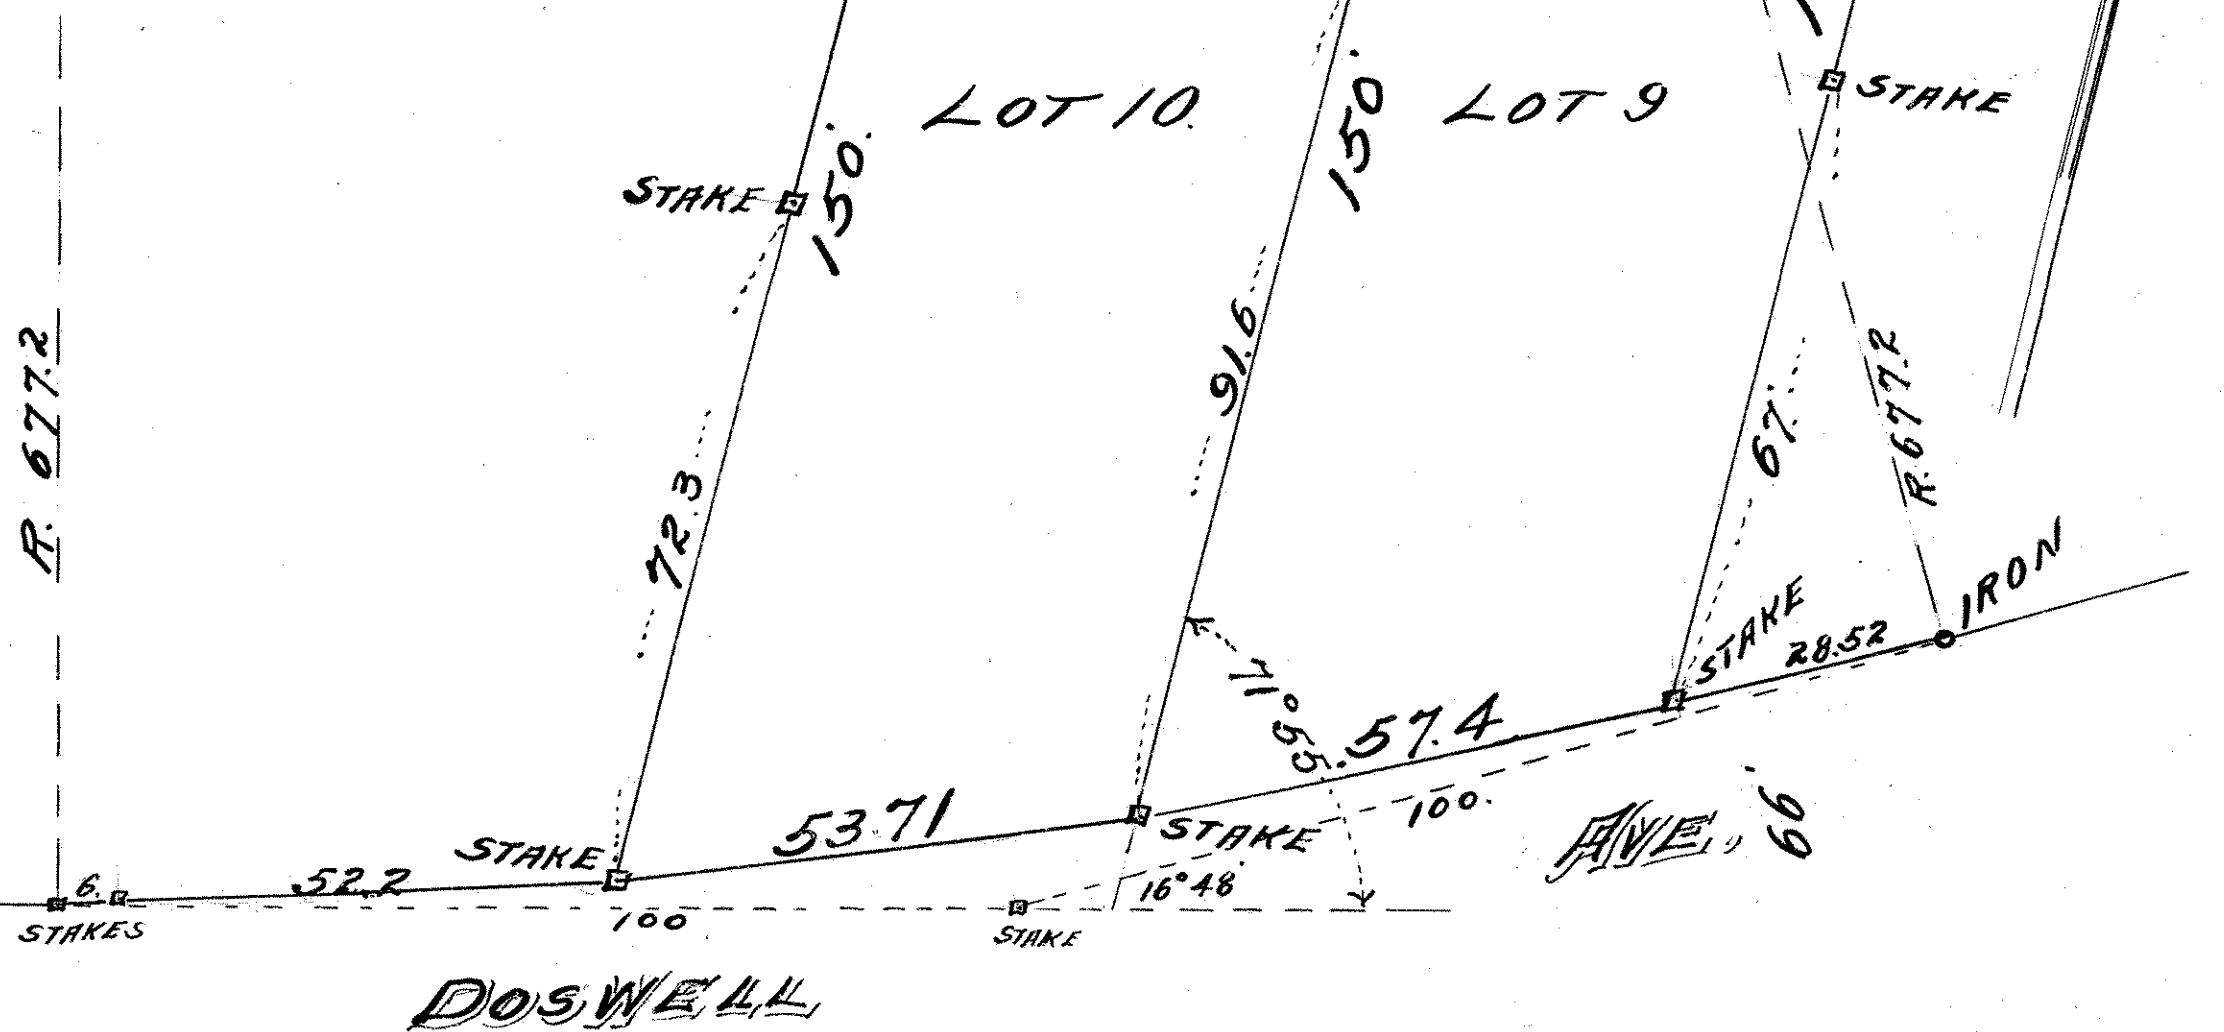 LOT 10.
LOT 9
STAKE
STAKE
150.'
150.'
R. 677.2
91.6
R. 677.2
67.'
72.3
IRON
STAKE
28.52
71° 55'
57.4
53 71
STAKE
STAKE
100.
AVE.
66'
6.
52.2
16° 48'
STAKES
100
STAKE
DOSWELL